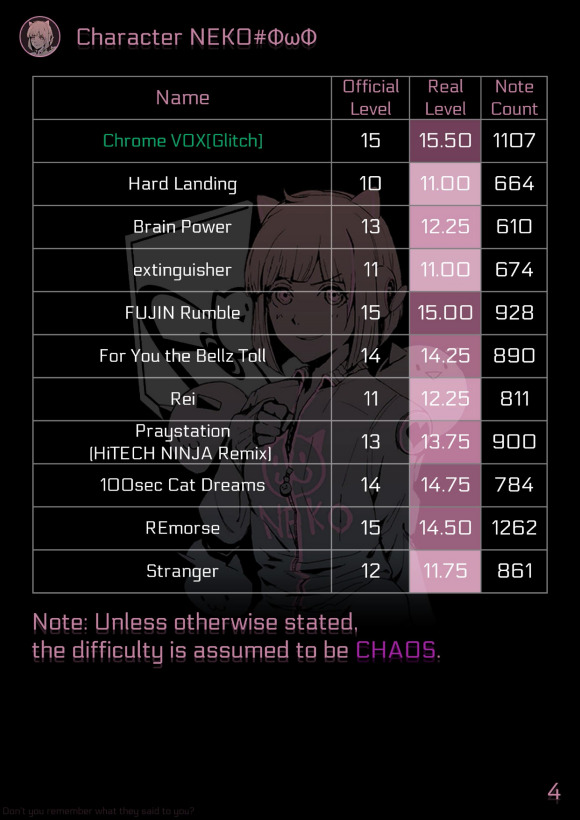 Character NEKO#ΦωΦ
Name Official Level Real Level Note Count
Chrome VOX[Glitch] 15 15.50 1107
Hard Landing 10 11.00 664
Brain Power 13 12.25 610
extinguisher 11 11.00 674
FUJIN Rumble 15 15.00 928
For You the Bellz Toll 14 14.25 890
Rei 11 12.25 811
Praystation
[HiTECH NINJA Remix] 13 13.75 900
100sec Cat Dreams 14 14.75 784
REmorse 15 14.50 1262
Stranger 12 11.75 861
NEKO
Note: Unless otherwise stated,
the difficulty is assumed to be CHAOS.
4
Don't you remember what they said to you?